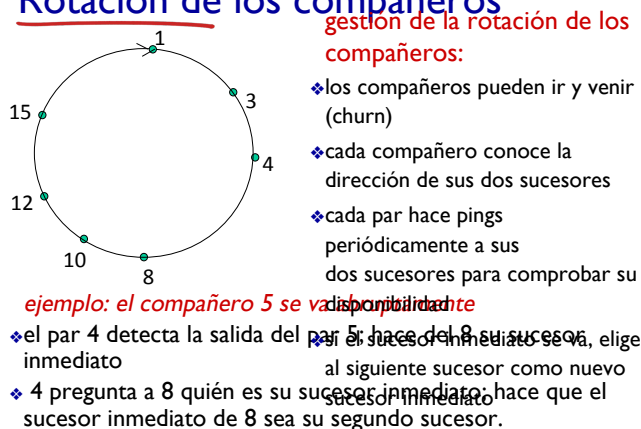 Rotación de los compañeros
gestión de la rotación de los
compañeros:
1
3
4
8
10
12
15
❖los compañeros pueden ir y venir
(churn)
❖cada compañero conoce la
dirección de sus dos sucesores
❖cada par hace pings
periódicamente a sus
dos sucesores para comprobar su
disponibilidad
❖si el sucesor inmediato se va, elige
al siguiente sucesor como nuevo
sucesor inmediato
ejemplo: el compañero 5 se va abruptamente
❖el par 4 detecta la salida del par 5; hace del 8 su sucesor
inmediato
❖ 4 pregunta a 8 quién es su sucesor inmediato; hace que el
sucesor inmediato de 8 sea su segundo sucesor.